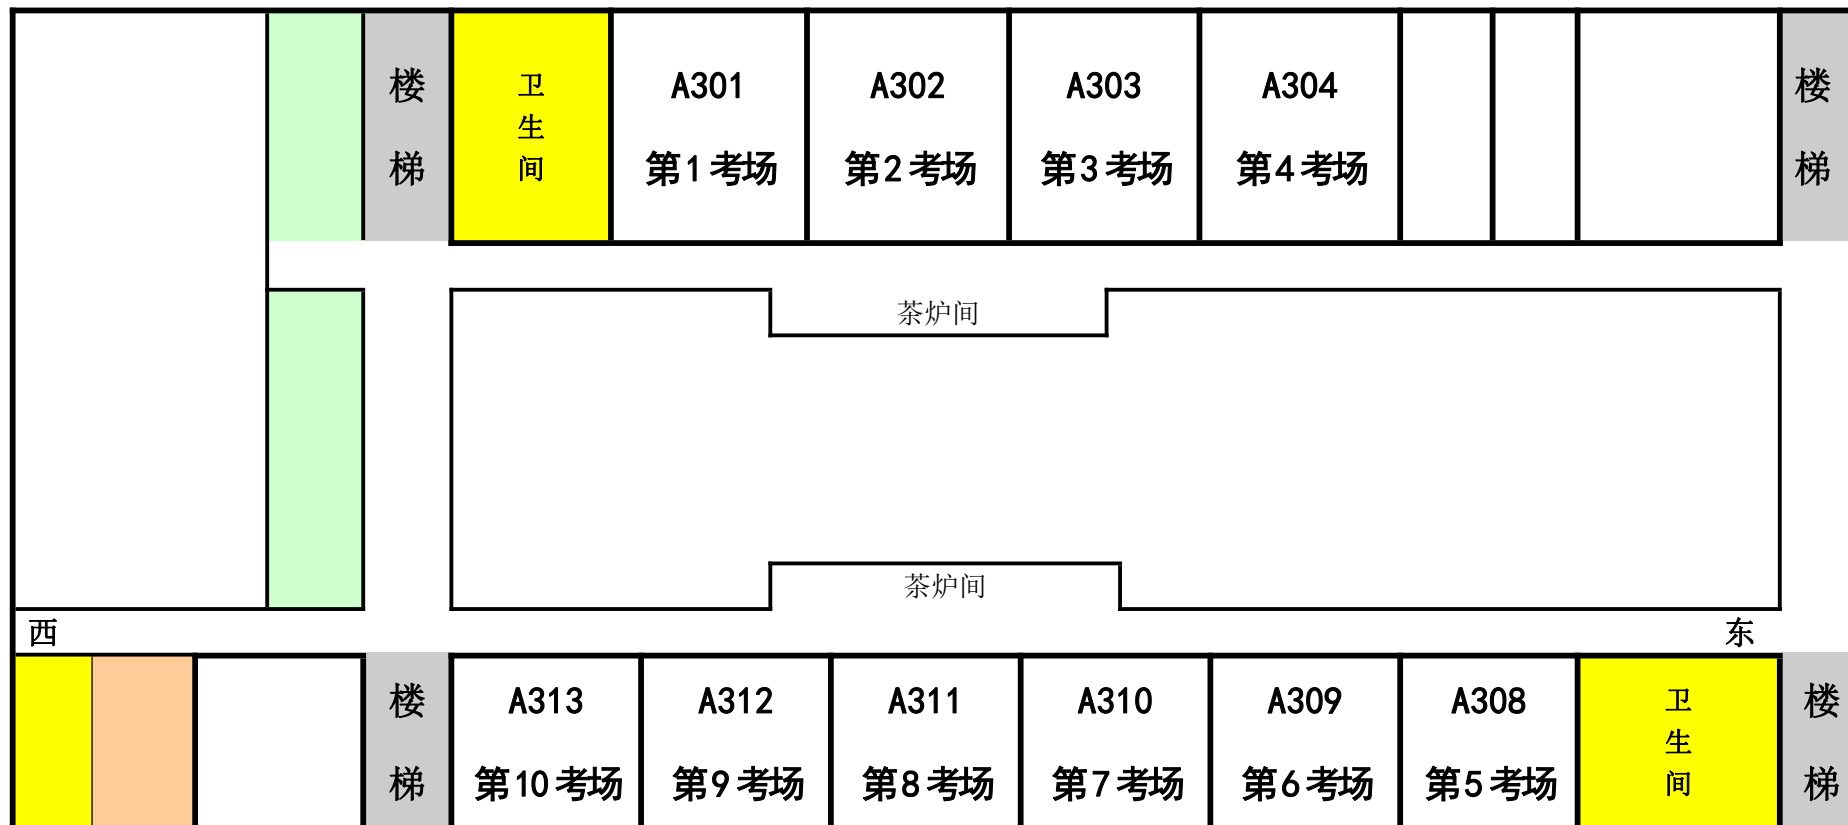 楼梯
卫生间
A301
第1考场
A302
第2考场
A303
第3考场
A304
第4考场
楼梯
茶炉间
茶炉间
西
东
楼梯
A313
第10考场
A312
第9考场
A311
第8考场
A310
第7考场
A309
第6考场
A308
第5考场
卫生间
楼梯